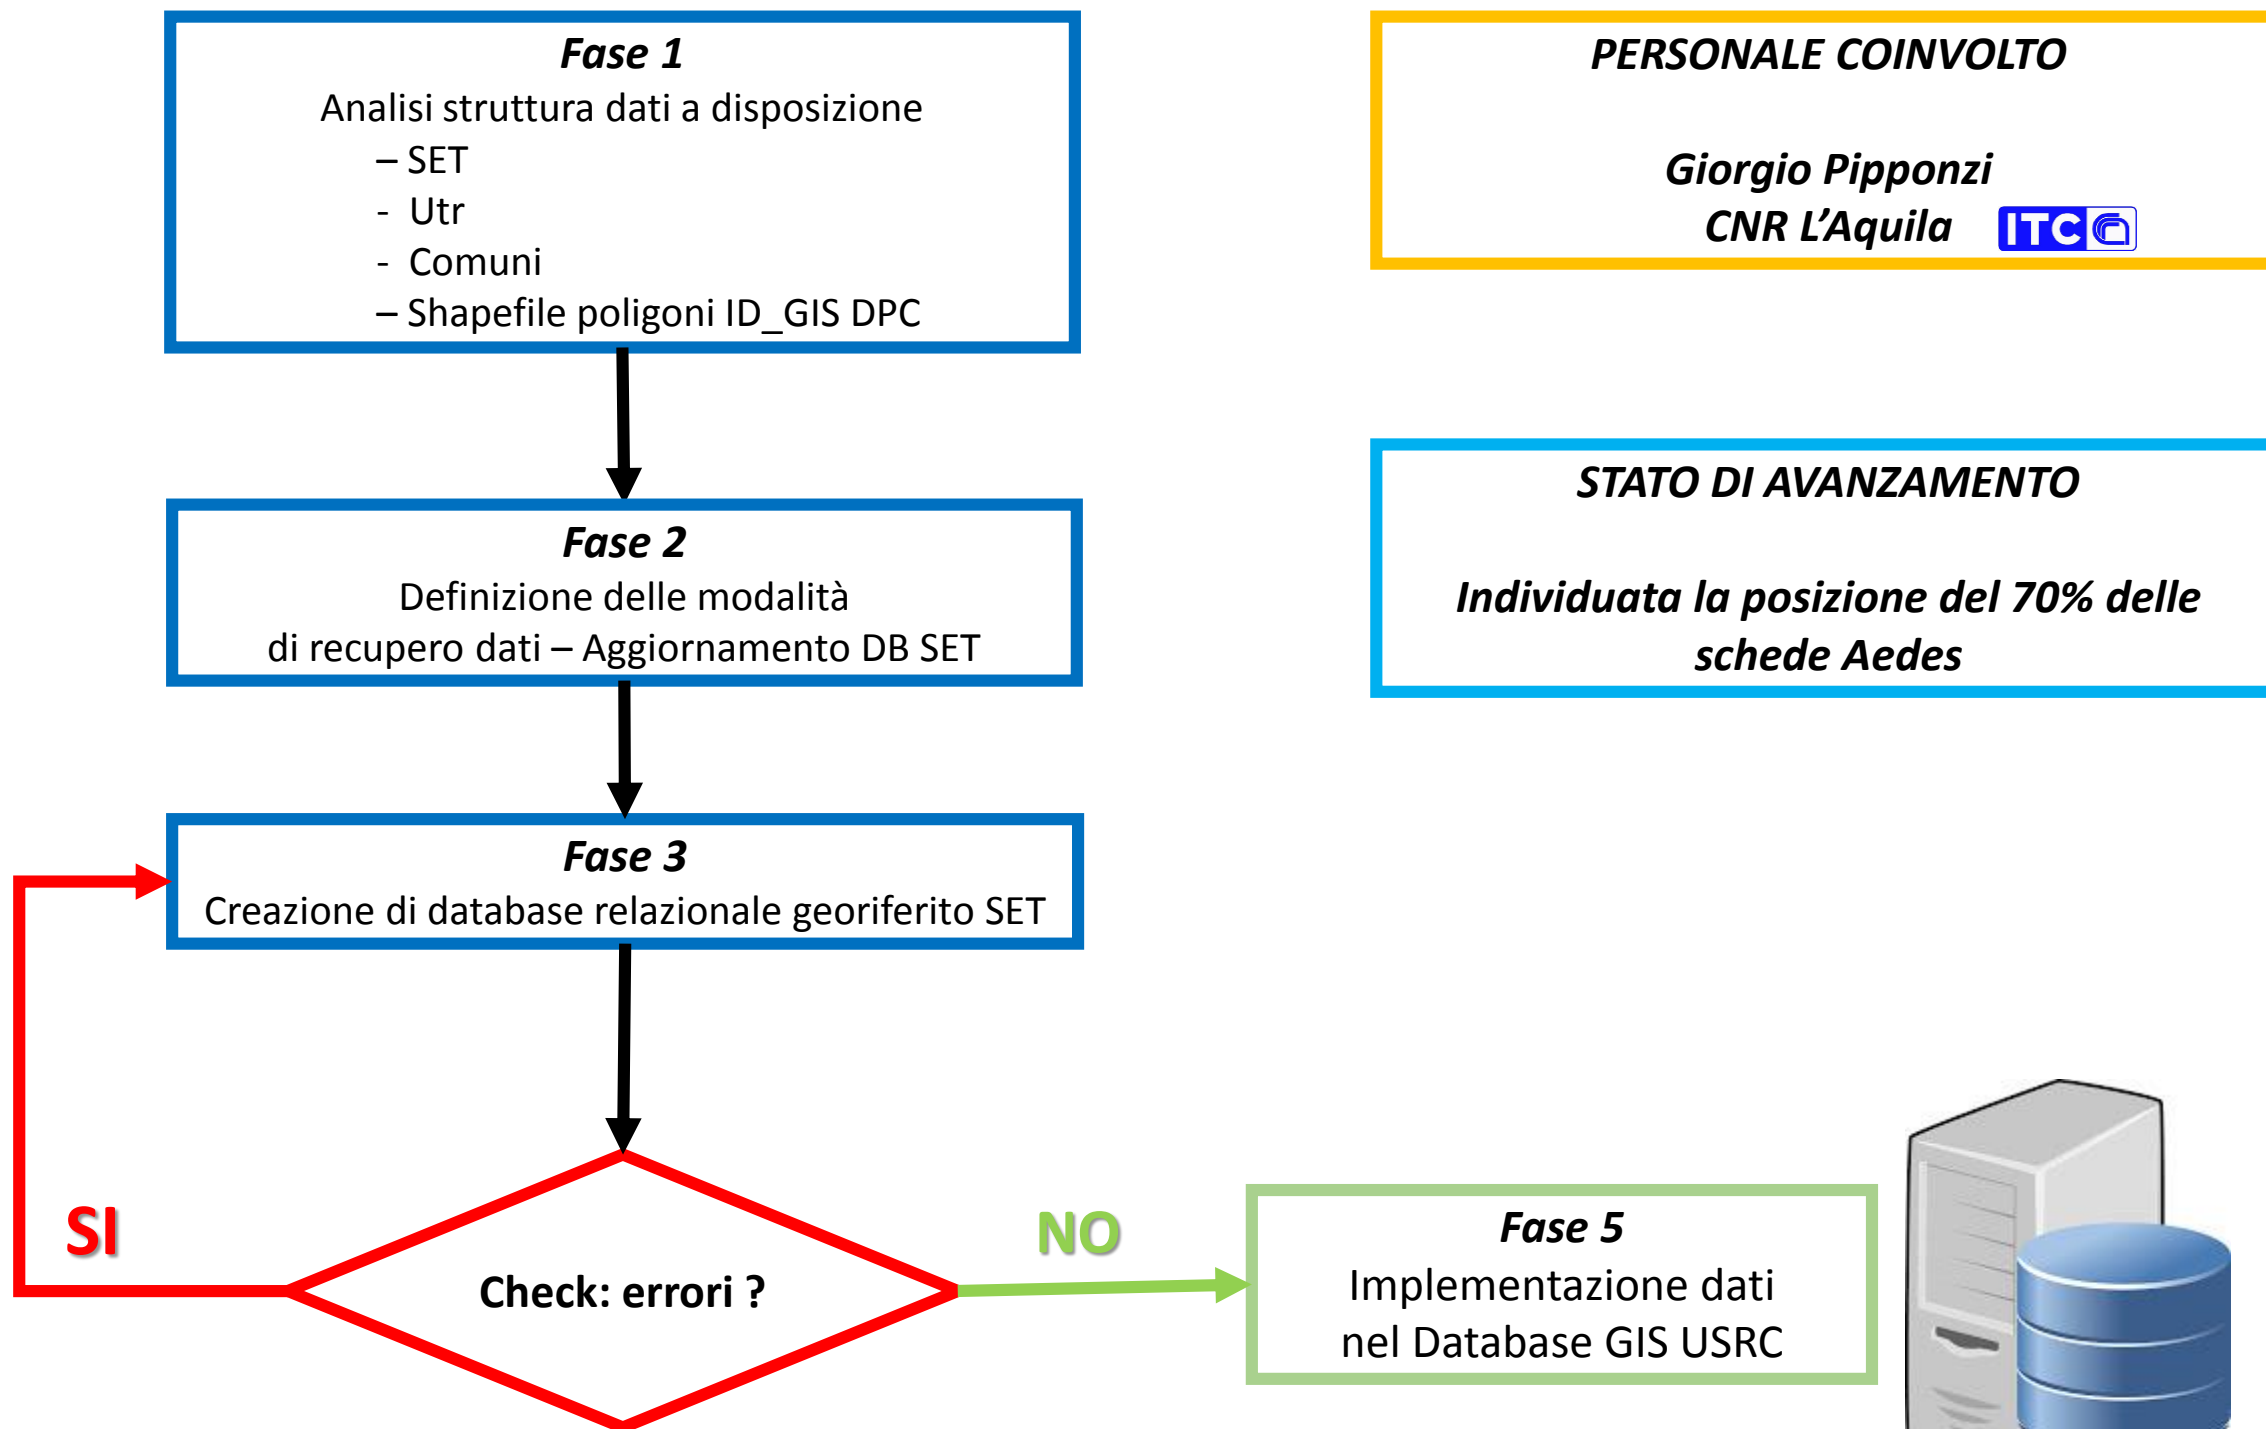 Fase 1
Analisi struttura dati a disposizione
– SET
- Utr
- Comuni
– Shapefile poligoni ID_GIS DPC
PERSONALE COINVOLTO
Giorgio Pipponzi
CNR L’Aquila ITC
Fase 2
Definizione delle modalità
di recupero dati – Aggiornamento DB SET
STATO DI AVANZAMENTO
Individuata la posizione del 70% delle
schede Aedes
Fase 3
Creazione di database relazionale georiferito SET
SI
Check: errori ?
NO
Fase 5
Implementazione dati
nel Database GIS USRC